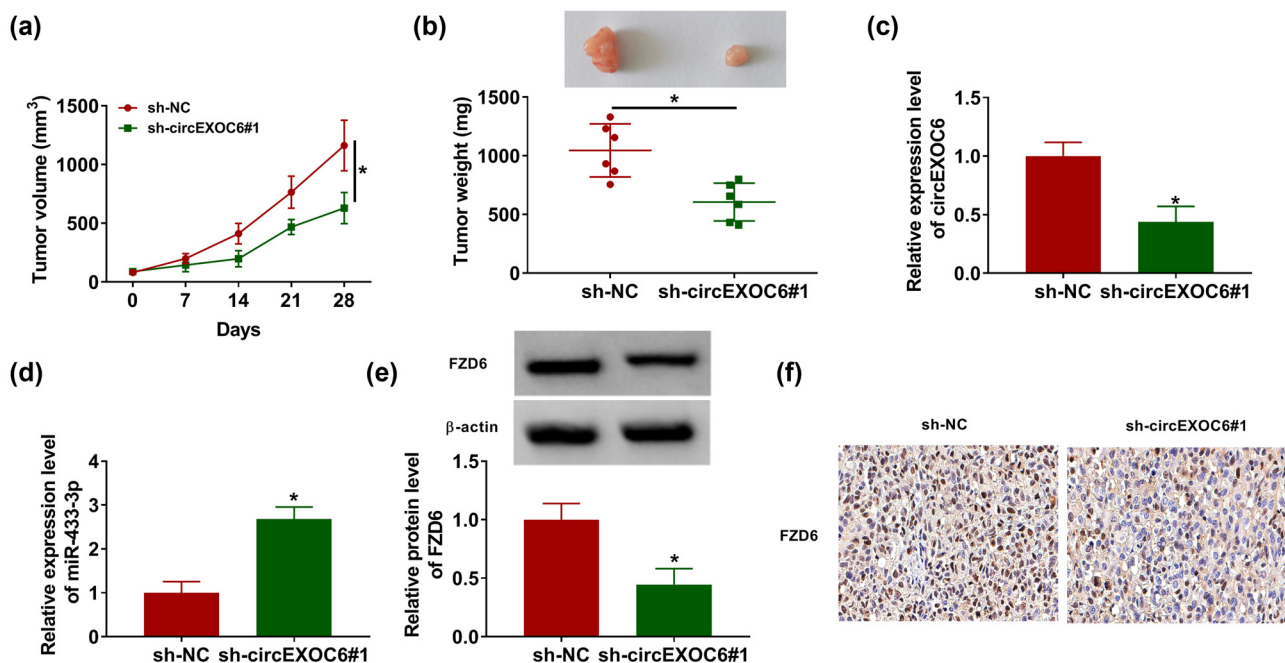 (a)
sh-NC
sh-circEXOC6#1
Tumor volume (mm³)
1500
1000
500
0
0 7 14 21 28
Days
*
(b)
Tumor weight (mg)
1500
1000
500
0
*
sh-NC sh-circEXOC6#1
(c)
Relative expression level
of circEXOC6
1.5
1.0
0.5
0.0
*
sh-NC sh-circEXOC6#1
(d)
Relative expression level
of miR-433-3p
4
3
2
1
0
*
sh-NC sh-circEXOC6#1
(e)
FZD6
β-actin
Relative protein level
of FZD6
1.5
1.0
0.5
0.0
*
sh-NC sh-circEXOC6#1
(f)
sh-NC sh-circEXOC6#1
FZD6